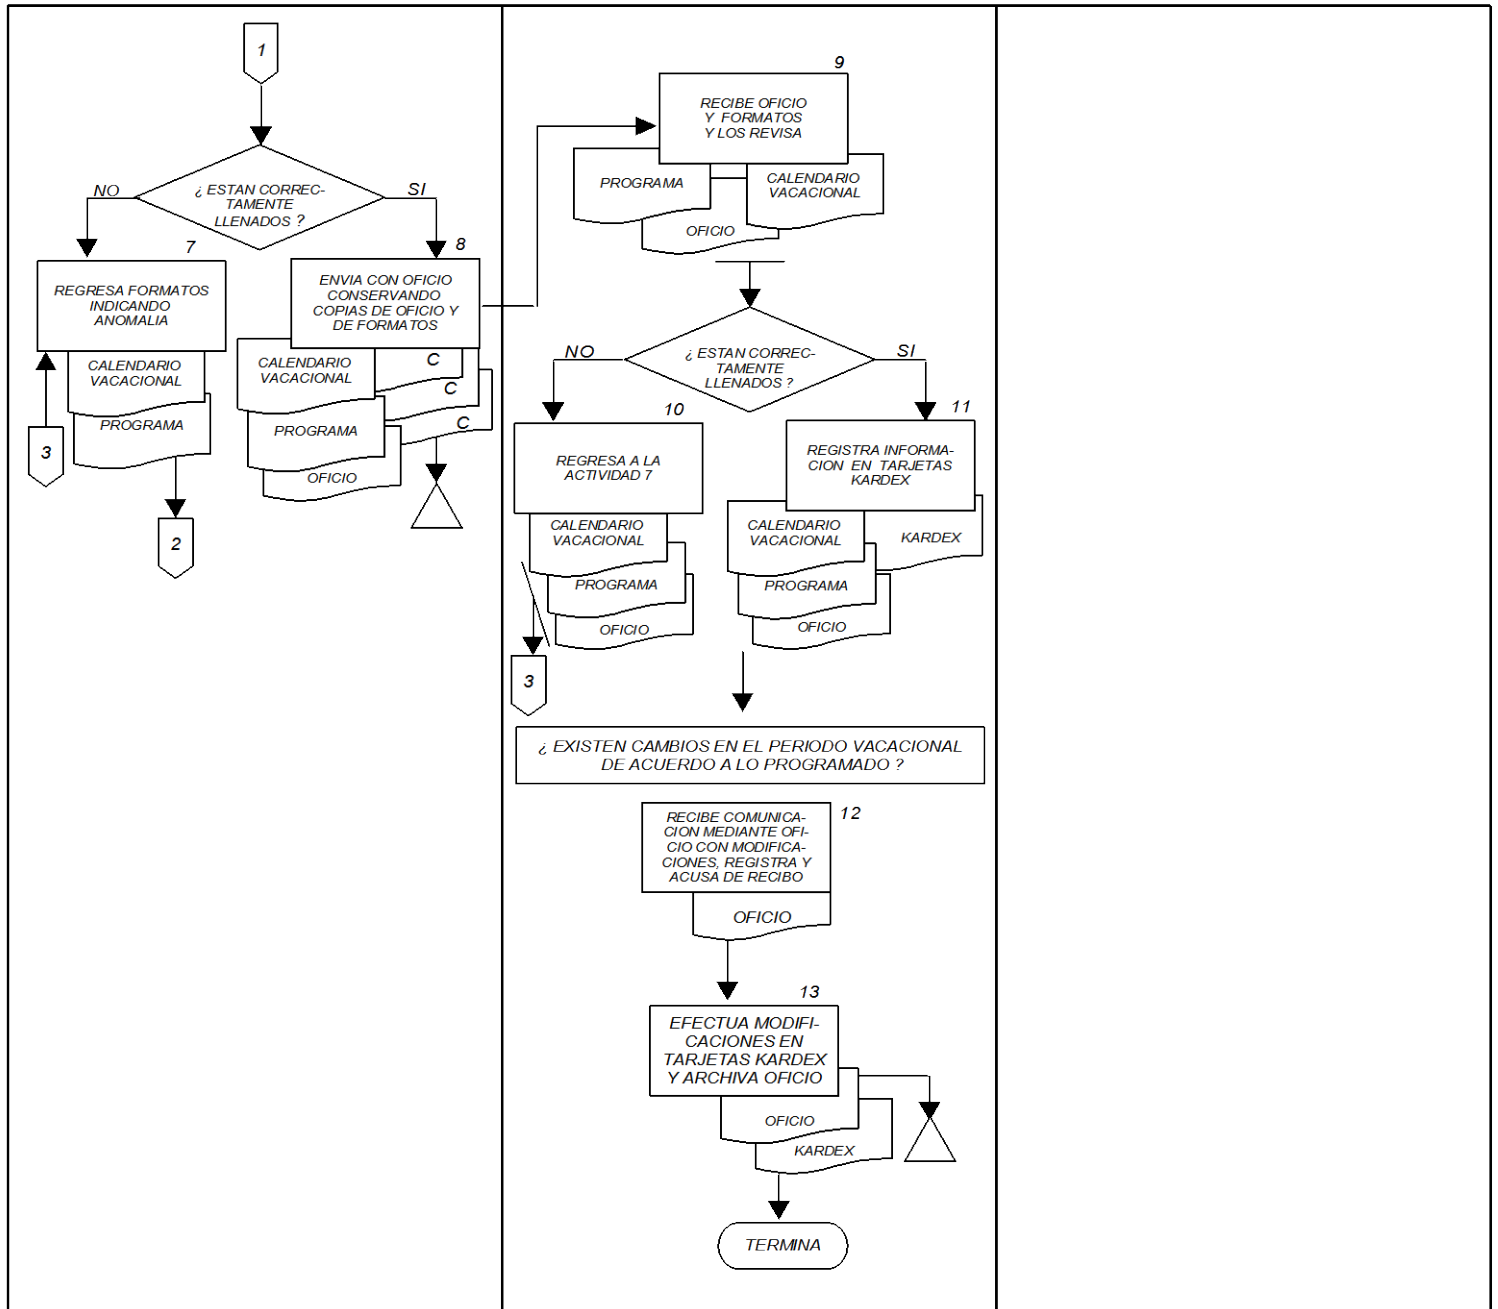 1
¿ ESTAN CORREC-
TAMENTE
LLENADOS ?
NO
SI
7
REGRESA FORMATOS
INDICANDO
ANOMALIA
CALENDARIO
VACACIONAL
PROGRAMA
3
2
8
ENVIA CON OFICIO
CONSERVANDO
COPIAS DE OFICIO Y
DE FORMATOS
CALENDARIO
VACACIONAL
PROGRAMA
OFICIO
C
C
C
9
RECIBE OFICIO
Y FORMATOS
Y LOS REVISA
PROGRAMA
OFICIO
CALENDARIO
VACACIONAL
¿ ESTAN CORREC-
TAMENTE
LLENADOS ?
NO
SI
10
REGRESA A LA
ACTIVIDAD 7
CALENDARIO
VACACIONAL
PROGRAMA
OFICIO
3
11
REGISTRA INFORMA-
CION EN TARJETAS
KARDEX
CALENDARIO
VACACIONAL
PROGRAMA
OFICIO
KARDEX
¿ EXISTEN CAMBIOS EN EL PERIODO VACACIONAL
DE ACUERDO A LO PROGRAMADO ?
12
RECIBE COMUNICA-
CION MEDIANTE OFI-
CIO CON MODIFICA-
CIONES, REGISTRA Y
ACUSA DE RECIBO
OFICIO
13
EFECTUA MODIFI-
CACIONES EN
TARJETAS KARDEX
Y ARCHIVA OFICIO
OFICIO
KARDEX
TERMINA